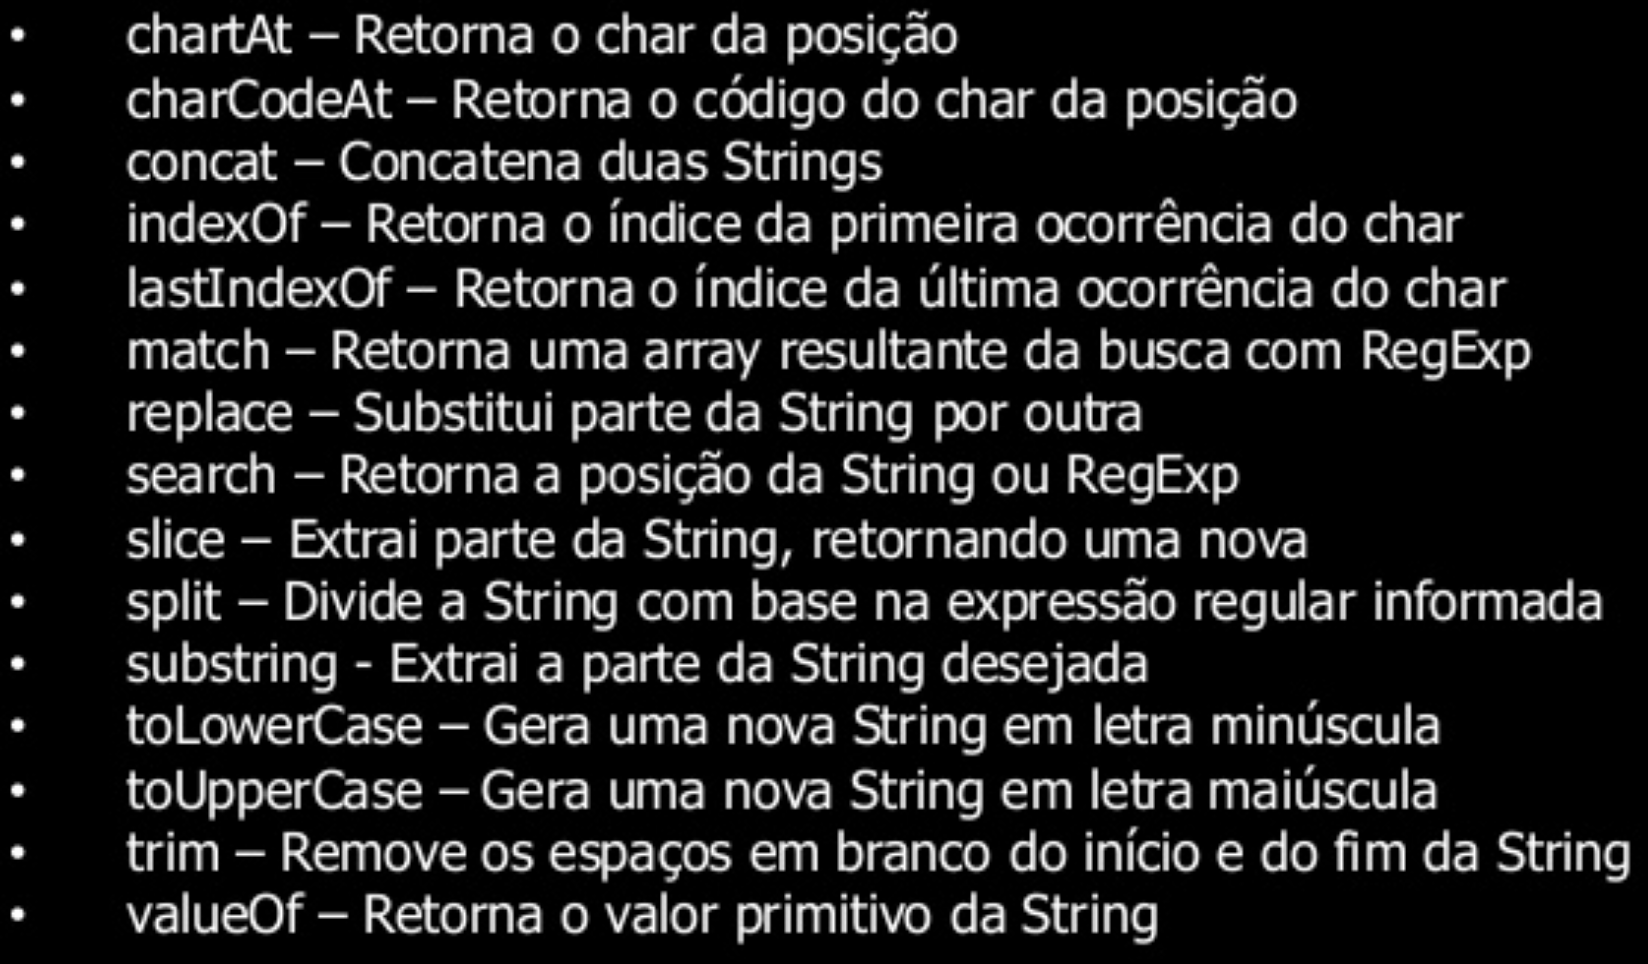 • chartAt – Retorna o char da posição
• charCodeAt – Retorna o código do char da posição
• concat – Concatena duas Strings
• indexOf – Retorna o índice da primeira ocorrência do char
• lastIndexOf – Retorna o índice da última ocorrência do char
• match – Retorna uma array resultante da busca com RegExp
• replace – Substitui parte da String por outra
• search – Retorna a posição da String ou RegExp
• slice – Extrai parte da String, retornando uma nova
• split – Divide a String com base na expressão regular informada
• substring - Extrai a parte da String desejada
• toLowerCase – Gera uma nova String em letra minúscula
• toUpperCase – Gera uma nova String em letra maiúscula
• trim – Remove os espaços em branco do início e do fim da String
• valueOf – Retorna o valor primitivo da String